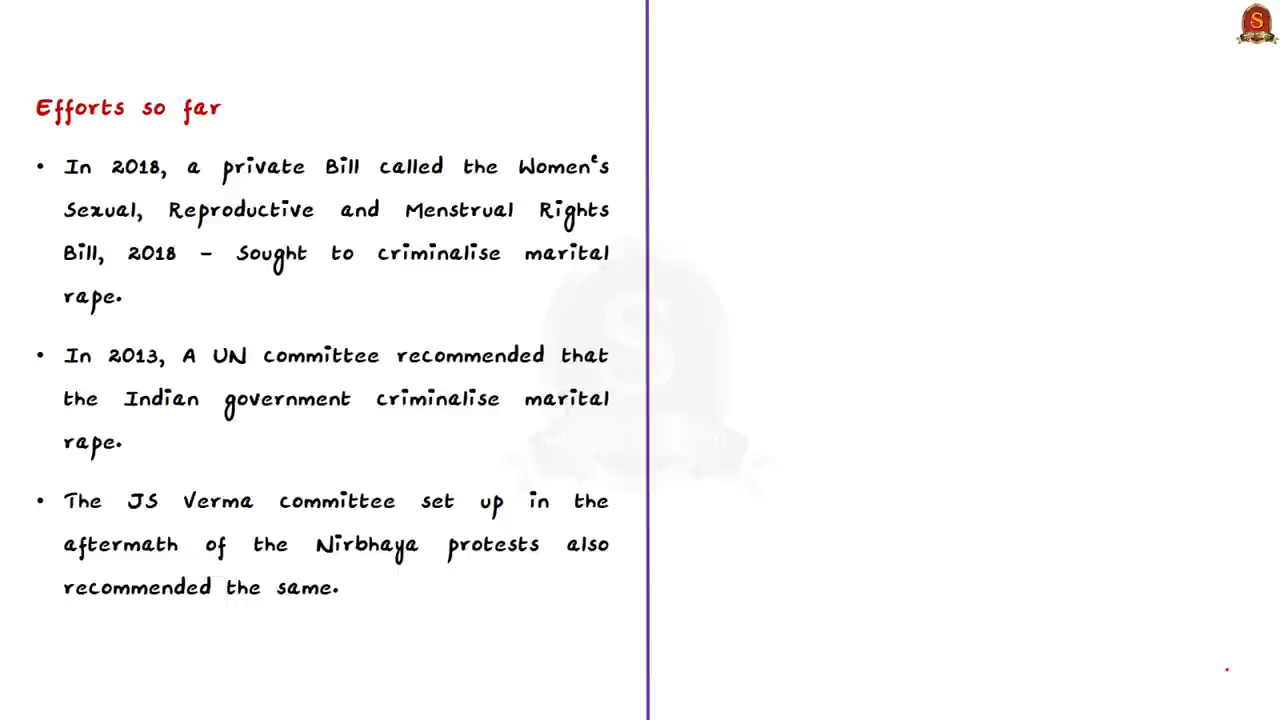 Efforts so far
• In 2018, a private Bill called the Women's
Sexual, Reproductive and Menstrual Rights
Bill, 2018 – Sought to criminalise marital
rape.
• In 2013, A UN committee recommended that
the Indian government criminalise marital
rape.
• The JS Verma committee set up in the
aftermath of the Nirbhaya protests also
recommended the same.
S